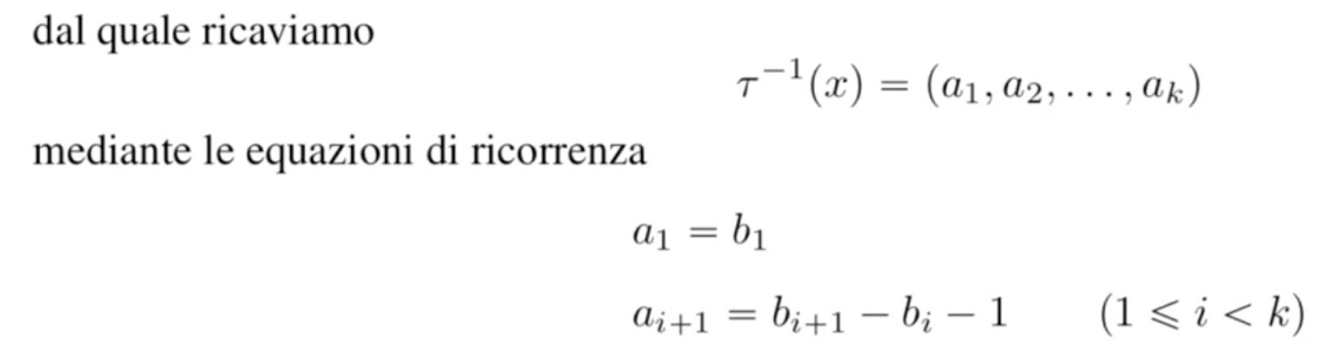 dal quale ricaviamo
τ⁻¹(x) = (a₁, a₂, . . . , aₖ)
mediante le equazioni di ricorrenza
a₁ = b₁
aᵢ₊₁ = bᵢ₊₁ − bᵢ − 1 (1 ⩽ i < k)